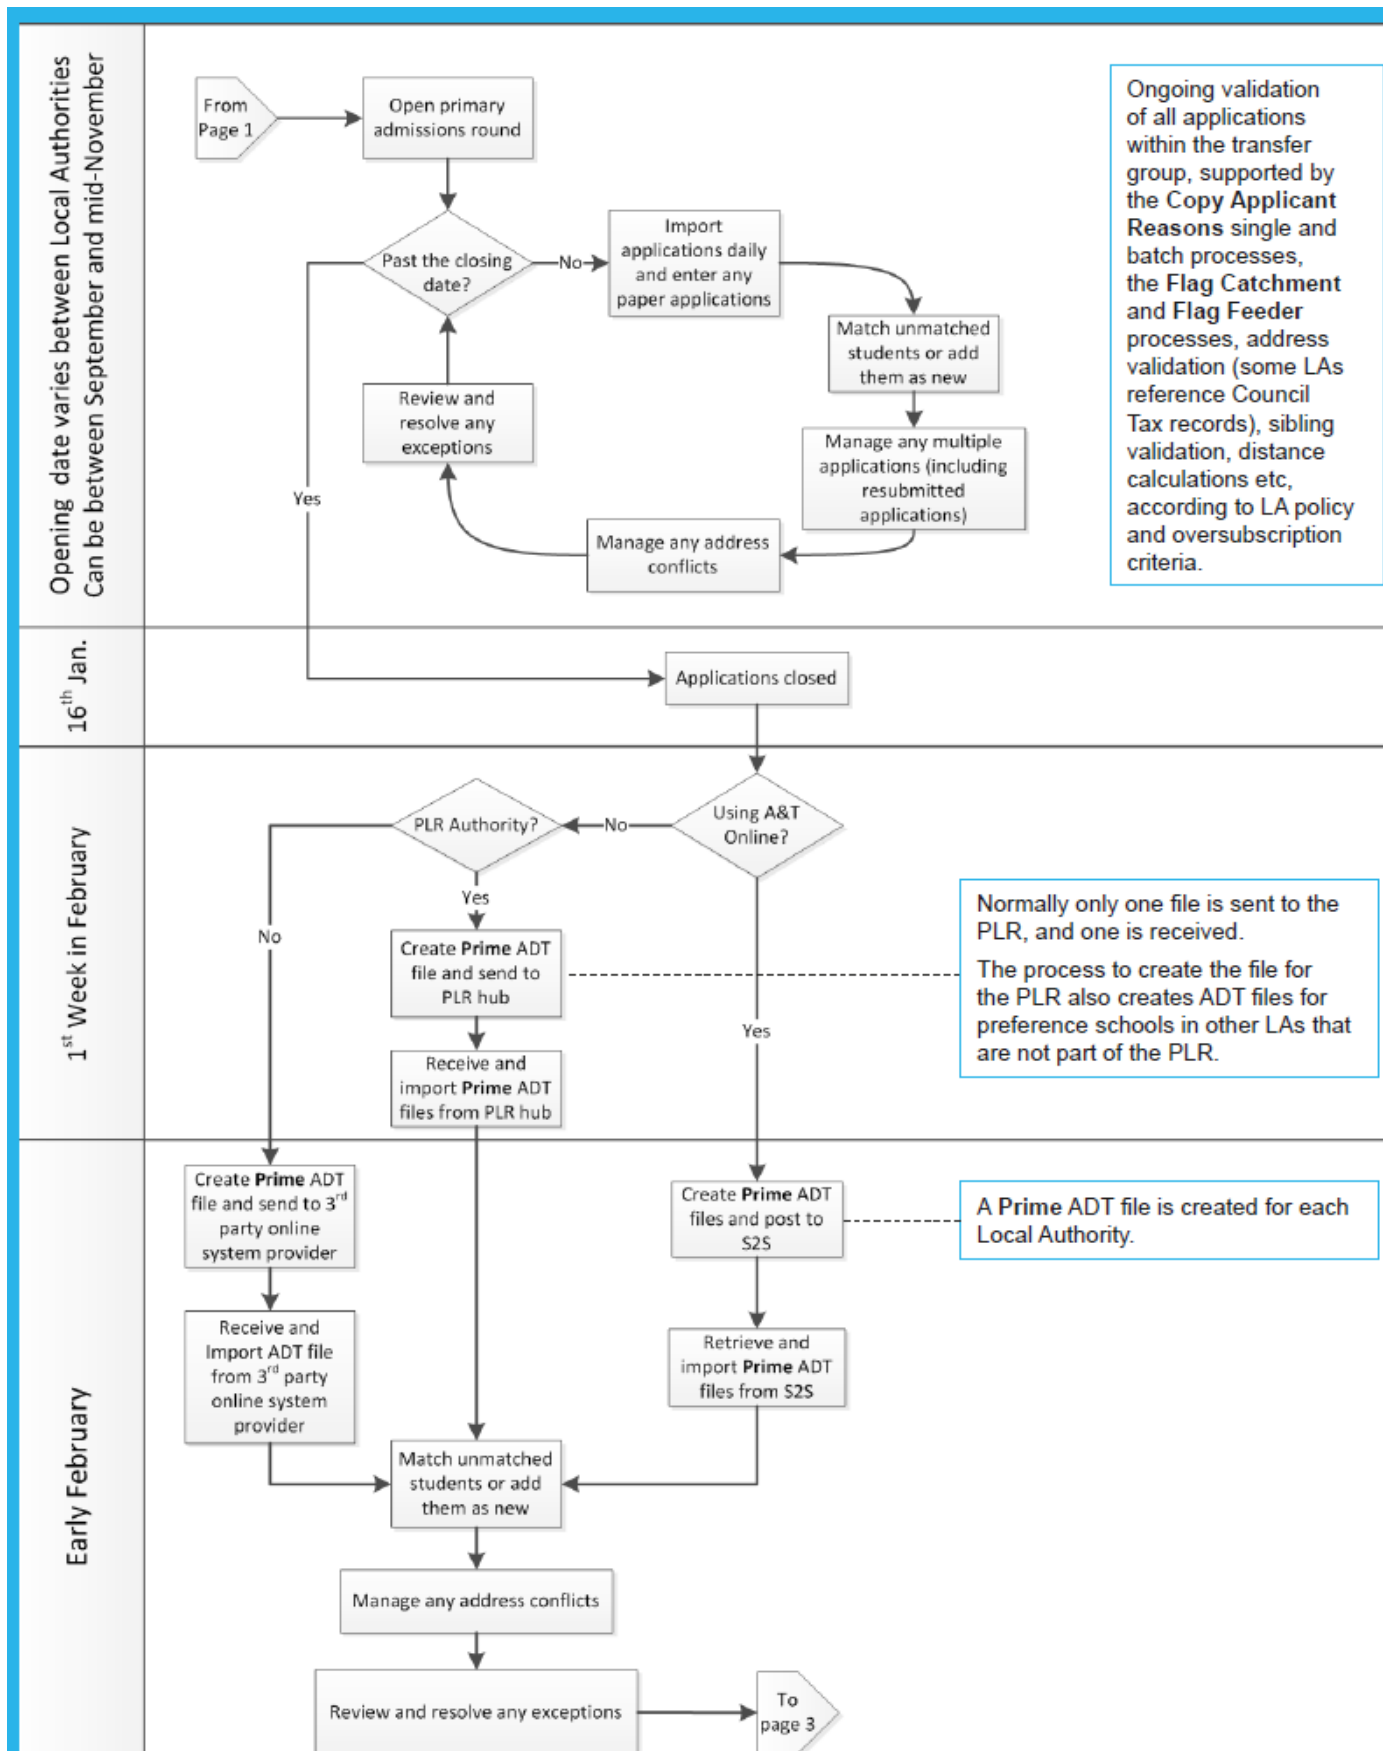 Opening date varies between Local Authorities
Can be between September and mid-November
From
Page 1
Open primary
admissions round
Past the closing
date?
No
Import
applications daily
and enter any
paper applications
Match unmatched
students or add
them as new
Manage any multiple
applications (including
resubmitted
applications)
Manage any address
conflicts
Review and
resolve any
exceptions
Yes
Ongoing validation
of all applications
within the transfer
group, supported by
the Copy Applicant
Reasons single and
batch processes,
the Flag Catchment
and Flag Feeder
processes, address
validation (some LAs
reference Council
Tax records), sibling
validation, distance
calculations etc,
according to LA policy
and oversubscription
criteria.
16th Jan.
Applications closed
1st Week in February
Using A&T
Online?
No
PLR Authority?
Yes
No
Create Prime ADT
file and send to
PLR hub
Receive and
import Prime ADT
files from PLR hub
Yes
Normally only one file is sent to the
PLR, and one is received.
The process to create the file for
the PLR also creates ADT files for
preference schools in other LAs that
are not part of the PLR.
Early February
Create Prime ADT
file and send to 3rd
party online
system provider
Receive and
Import ADT file
from 3rd party
online system
provider
Create Prime ADT
files and post to
S2S
A Prime ADT file is created for each
Local Authority.
Retrieve and
import Prime ADT
files from S2S
Match unmatched
students or add
them as new
Manage any address conflicts
Review and resolve any exceptions
To
page 3